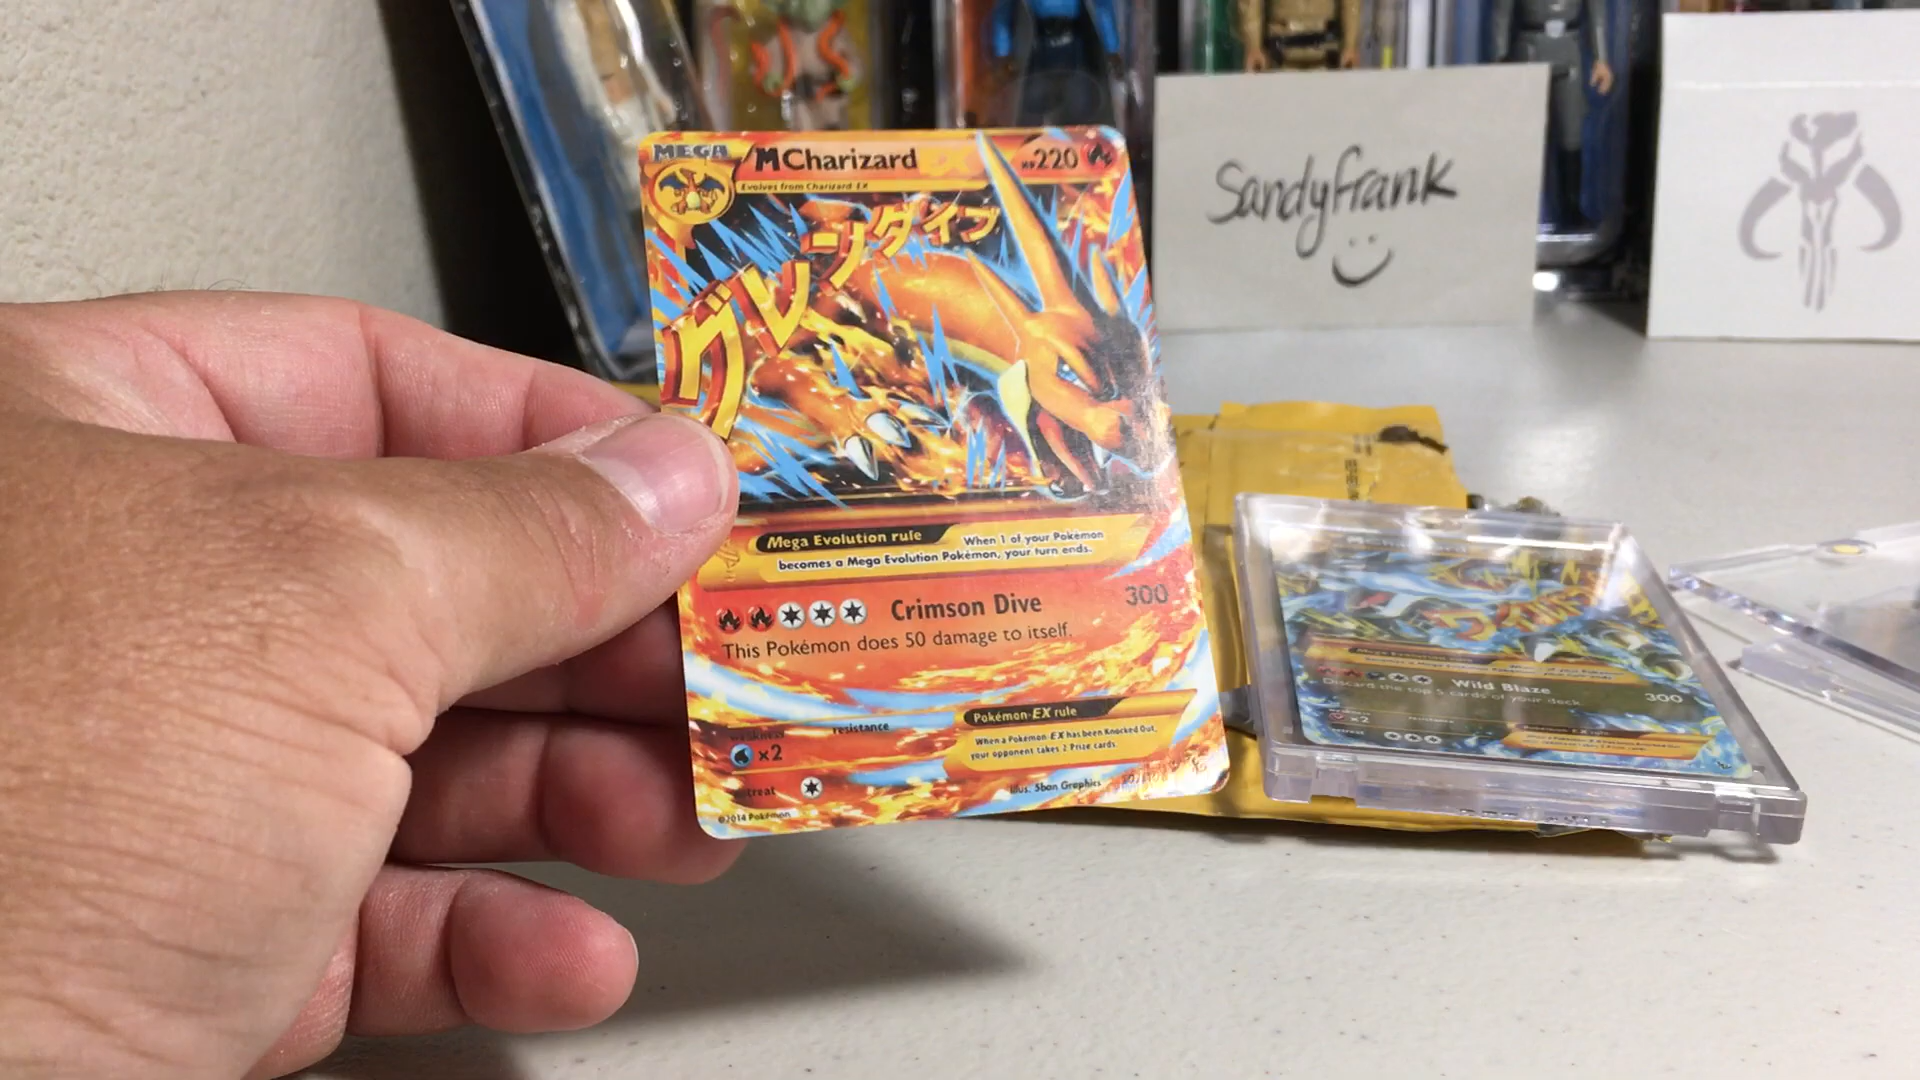 MEGA
MCharizard EX HP220
Evolves from Charizard EX
グレンダイブ
Mega Evolution rule When 1 of your Pokémon
becomes a Mega Evolution Pokémon, your turn ends.
Crimson Dive 300
This Pokémon does 50 damage to itself.
weakness resistance
×2
Pokémon-EX rule
When a Pokémon-EX has been Knocked Out,
your opponent takes 2 Prize cards.
retreat
illus. 5ban Graphics
©2014 Pokémon
Sandyfrank
Mega Evolution rule
Wild Blaze 300
Discard the top 5 cards of your deck.
×2